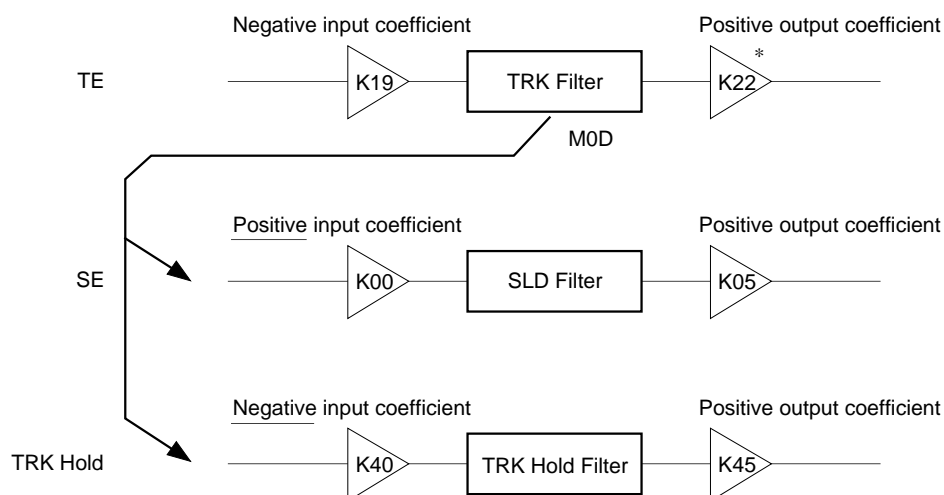 Negative input coefficient
Positive output coefficient
TE
K19
TRK Filter
K22
*
M0D
Positive input coefficient
Positive output coefficient
SE
K00
SLD Filter
K05
Negative input coefficient
Positive output coefficient
TRK Hold
K40
TRK Hold Filter
K45